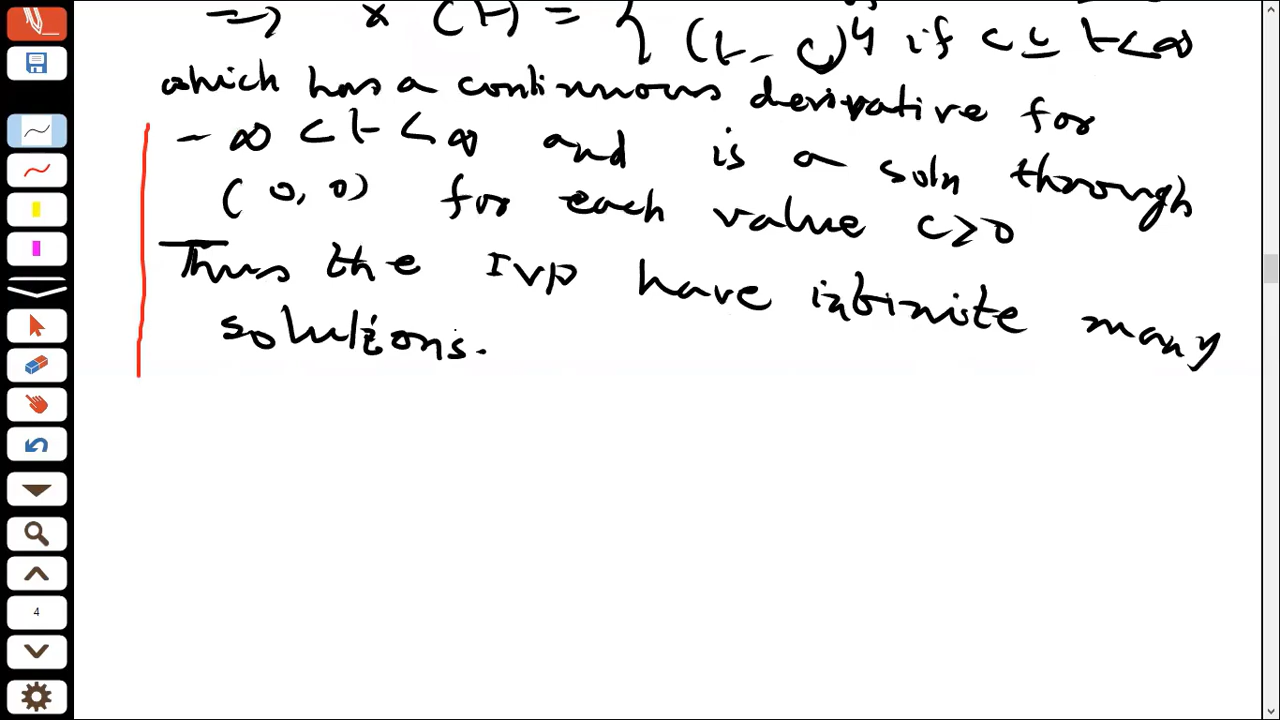 ⇒ x (t) = { (t - c)^4 if c ≤ t < ∞
which has a continuous derivative for
- ∞ < t < ∞ and is a soln through
(0,0) for each value c ≥ 0
Thus the IVP have infinite many
solutions.
4